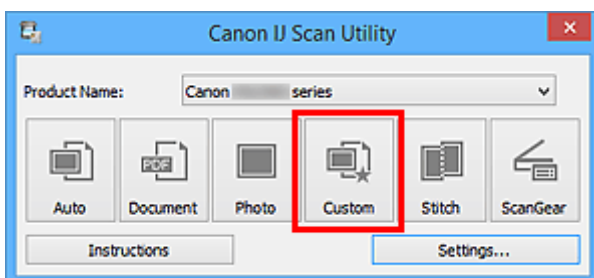 Canon IJ Scan Utility
Product Name: Canon series
Auto Document Photo Custom Stitch ScanGear
PDF
Instructions Settings...